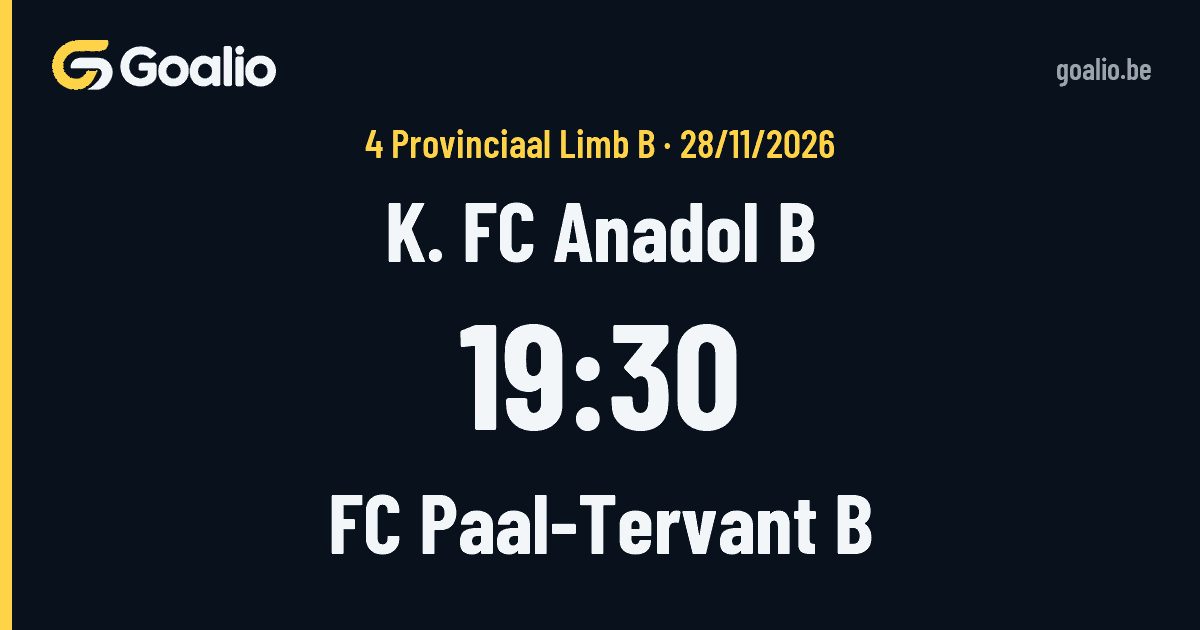 Goalio
goalio.be
4 Provinciaal Limb B · 28/11/2026
K. FC Anadol B
19:30
FC Paal-Tervant B